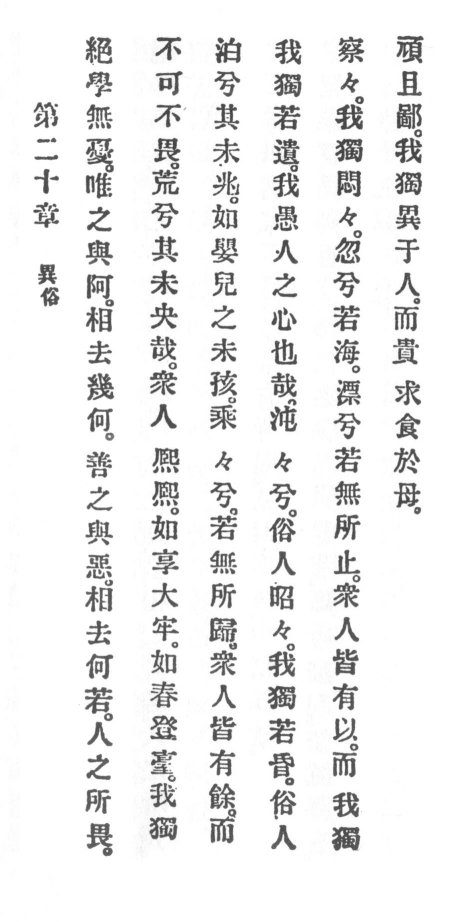 第二十章　異俗
絕學無憂。唯之與阿。相去幾何。善之與惡。相去何若。人之所畏。
不可不畏。荒兮其未央哉。衆人熙熙。如享大牢。如春登臺。我獨
泊兮其未兆。如嬰兒之未孩。乘々兮。若無所歸。衆人皆有餘。而
我獨若遺。我愚人之心也哉。沌々兮。俗人昭々。我獨若昏。俗人
察々。我獨悶々。忽兮若海。漂兮若無所止。衆人皆有以。而我獨
頑且鄙。我獨異于人。而貴求食於母。